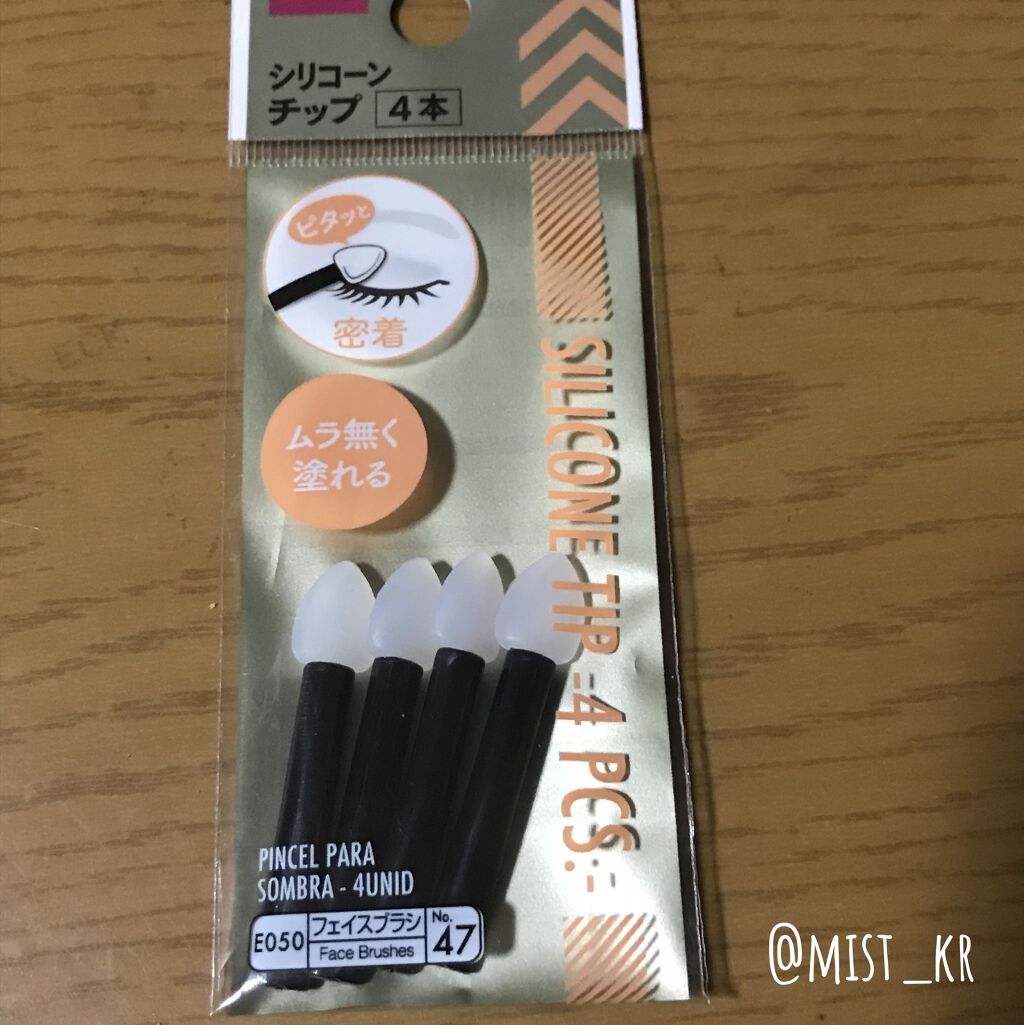 シリコーン
チップ 4本
ピタッと
密着
ムラ無く
塗れる
SILICONE TIP -4 PCS.-
PINCEL PARA
SOMBRA - 4UNID
E050 フェイスブラシ Face Brushes No. 47
@MIST_KR